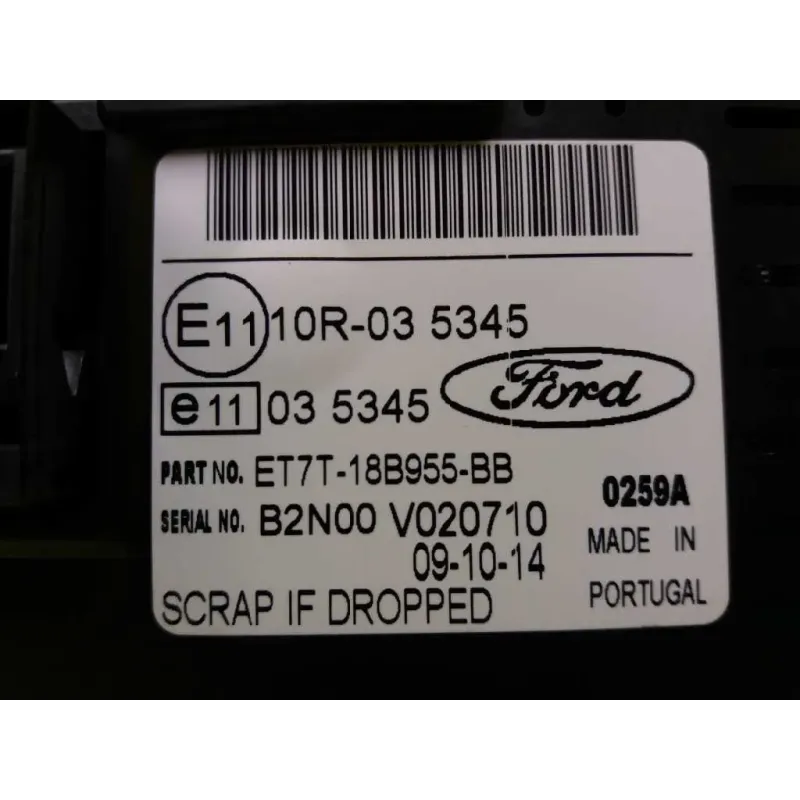 E11 10R-03 5345
e11 03 5345 Ford
PART NO. ET7T-18B955-BB
0259A
SERIAL NO. B2N00 V020710
09-10-14
MADE IN
PORTUGAL
SCRAP IF DROPPED